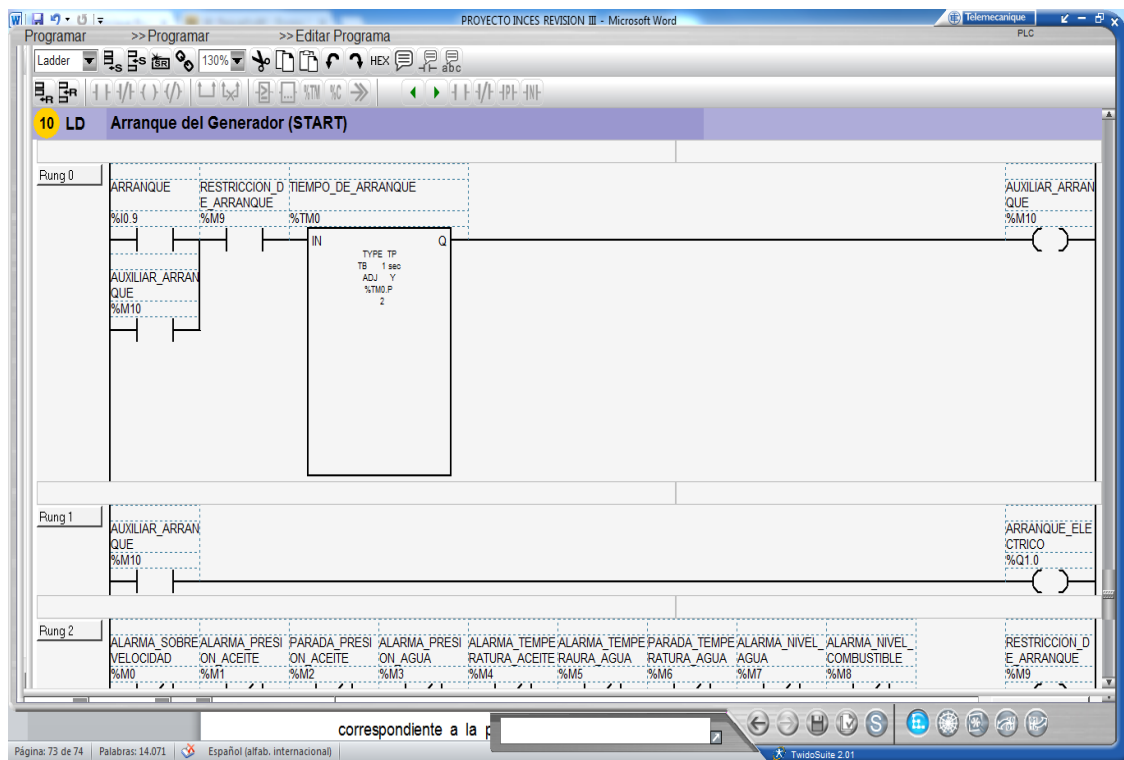 PROYECTO INCES REVISION III - Microsoft Word
Telemecanique
Programar >> Programar >> Editar Programa
PLC
Ladder 130% HEX
abc
%TM %C
10 LD Arranque del Generador (START)
Rung 0
ARRANQUE RESTRICCION_D TIEMPO_DE_ARRANQUE AUXILIAR_ARRAN
E_ARRANQUE QUE
%I0.9 %M9 %TM0 %M10
IN Q
TYPE TP
TB 1 sec
ADJ Y
%TM0.P
2
AUXILIAR_ARRAN
QUE
%M10
Rung 1
AUXILIAR_ARRAN ARRANQUE_ELE
QUE CTRICO
%M10 %Q1.0
Rung 2
ALARMA_SOBRE ALARMA_PRESI PARADA_PRESI ALARMA_PRESI ALARMA_TEMPE ALARMA_TEMPE PARADA_TEMPE ALARMA_NIVEL_ ALARMA_NIVEL_ RESTRICCION_D
VELOCIDAD ON_ACEITE ON_ACEITE ON_AGUA RATURA_ACEITE RAURA_AGUA RATURA_AGUA AGUA COMBUSTIBLE E_ARRANQUE
%M0 %M1 %M2 %M3 %M4 %M5 %M6 %M7 %M8 %M9
correspondiente a la
Página: 73 de 74 Palabras: 14.071 Español (alfab. internacional)
TwidoSuite 2.01